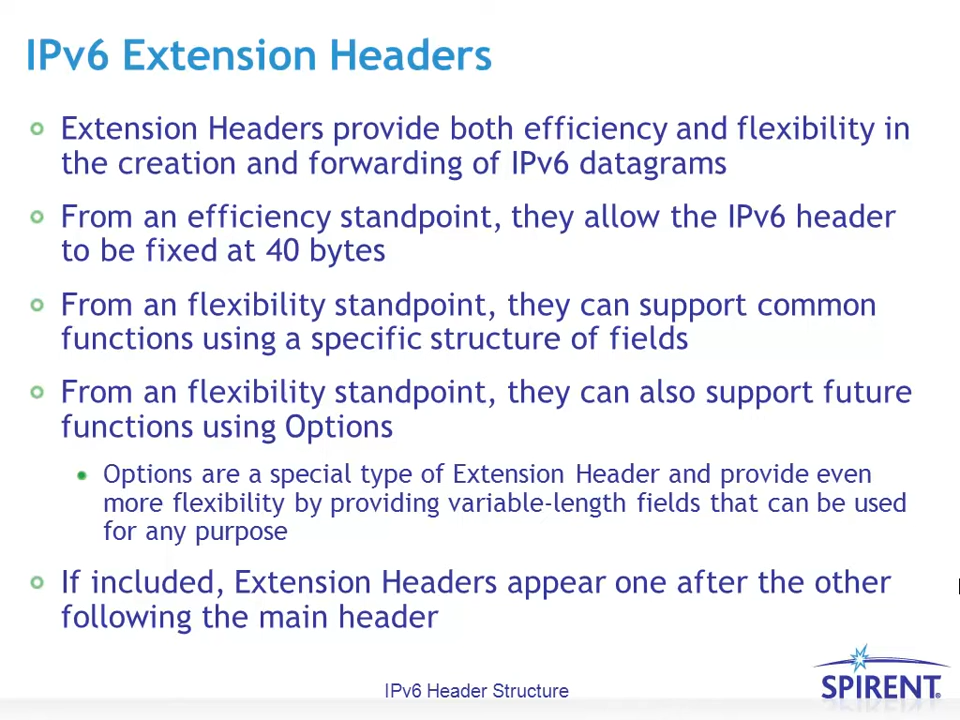 IPv6 Extension Headers
Extension Headers provide both efficiency and flexibility in
the creation and forwarding of IPv6 datagrams
From an efficiency standpoint, they allow the IPv6 header
to be fixed at 40 bytes
From an flexibility standpoint, they can support common
functions using a specific structure of fields
From an flexibility standpoint, they can also support future
functions using Options
Options are a special type of Extension Header and provide even
more flexibility by providing variable-length fields that can be used
for any purpose
If included, Extension Headers appear one after the other
following the main header
IPv6 Header Structure
SPIRENT®